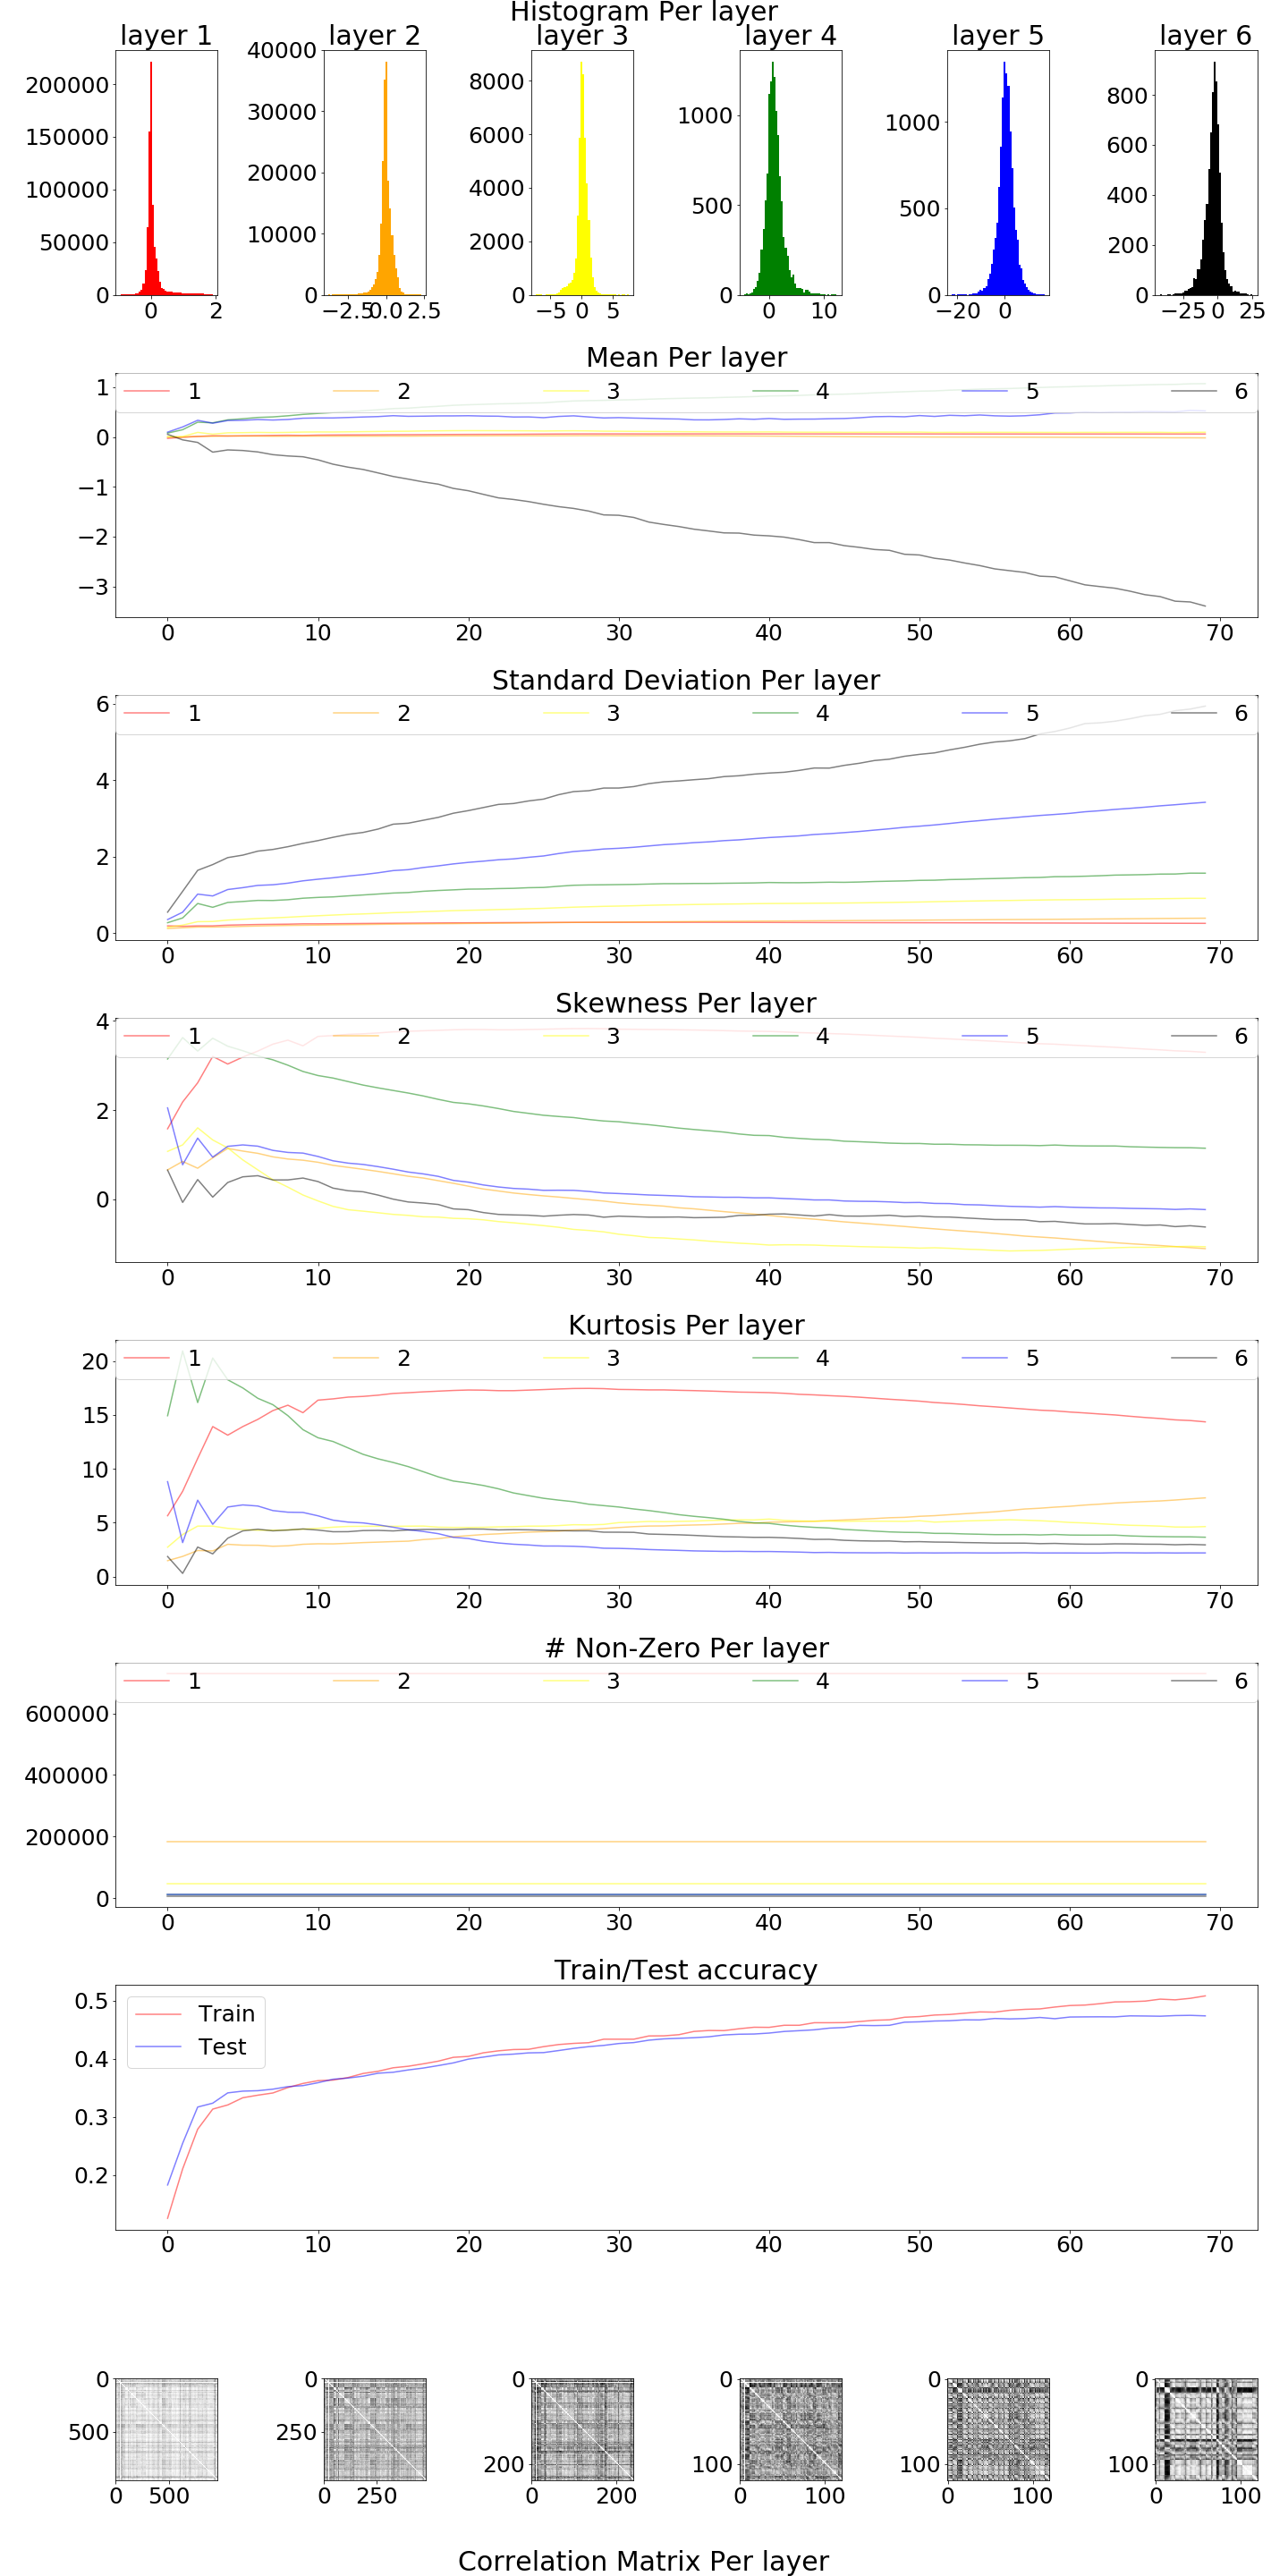 Histogram Per layer
layer 1 layer 2 layer 3 layer 4 layer 5 layer 6
200000 150000 100000 50000 0
0 2
40000 30000 20000 10000 0
−2.5 0.0 2.5
8000 6000 4000 2000 0
−5 0 5
1000 500 0
0 10
1000 500 0
−20 0
800 600 400 200 0
−25 0 25
Mean Per layer
1 2 3 4 5 6
1
0
−1
−2
−3
0 10 20 30 40 50 60 70
Standard Deviation Per layer
1 2 3 4 5 6
6
4
2
0
0 10 20 30 40 50 60 70
Skewness Per layer
1 2 3 4 5 6
4
2
0
0 10 20 30 40 50 60 70
Kurtosis Per layer
1 2 3 4 5 6
20
15
10
5
0
0 10 20 30 40 50 60 70
# Non-Zero Per layer
1 2 3 4 5 6
600000
400000
200000
0
0 10 20 30 40 50 60 70
Train/Test accuracy
Train
Test
0.5
0.4
0.3
0.2
0 10 20 30 40 50 60 70
0 500
0 500
0 250
0 250
0 200
0 200
0 100
0 100
0 100
0 100
0 100
0 100
Correlation Matrix Per layer